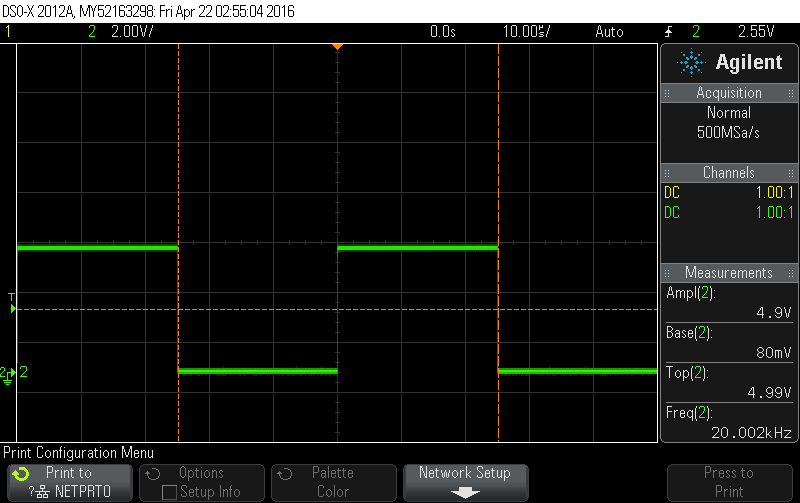 DSO-X 2012A, MY52163298: Fri Apr 22 02:55:04 2016
1 2 2.00V/ 0.0s 10.00us/ Auto 2 2.55V
Agilent
Acquisition
Normal
500MSa/s
Channels
DC 1.00:1
DC 1.00:1
Measurements
Ampl(2):
4.9V
Base(2):
80mV
Top(2):
4.99V
Freq(2):
20.002kHz
T
2 2
Print Configuration Menu
Print to
? NETPRT0
Options
Setup Info
Palette
Color
Network Setup
Press to
Print